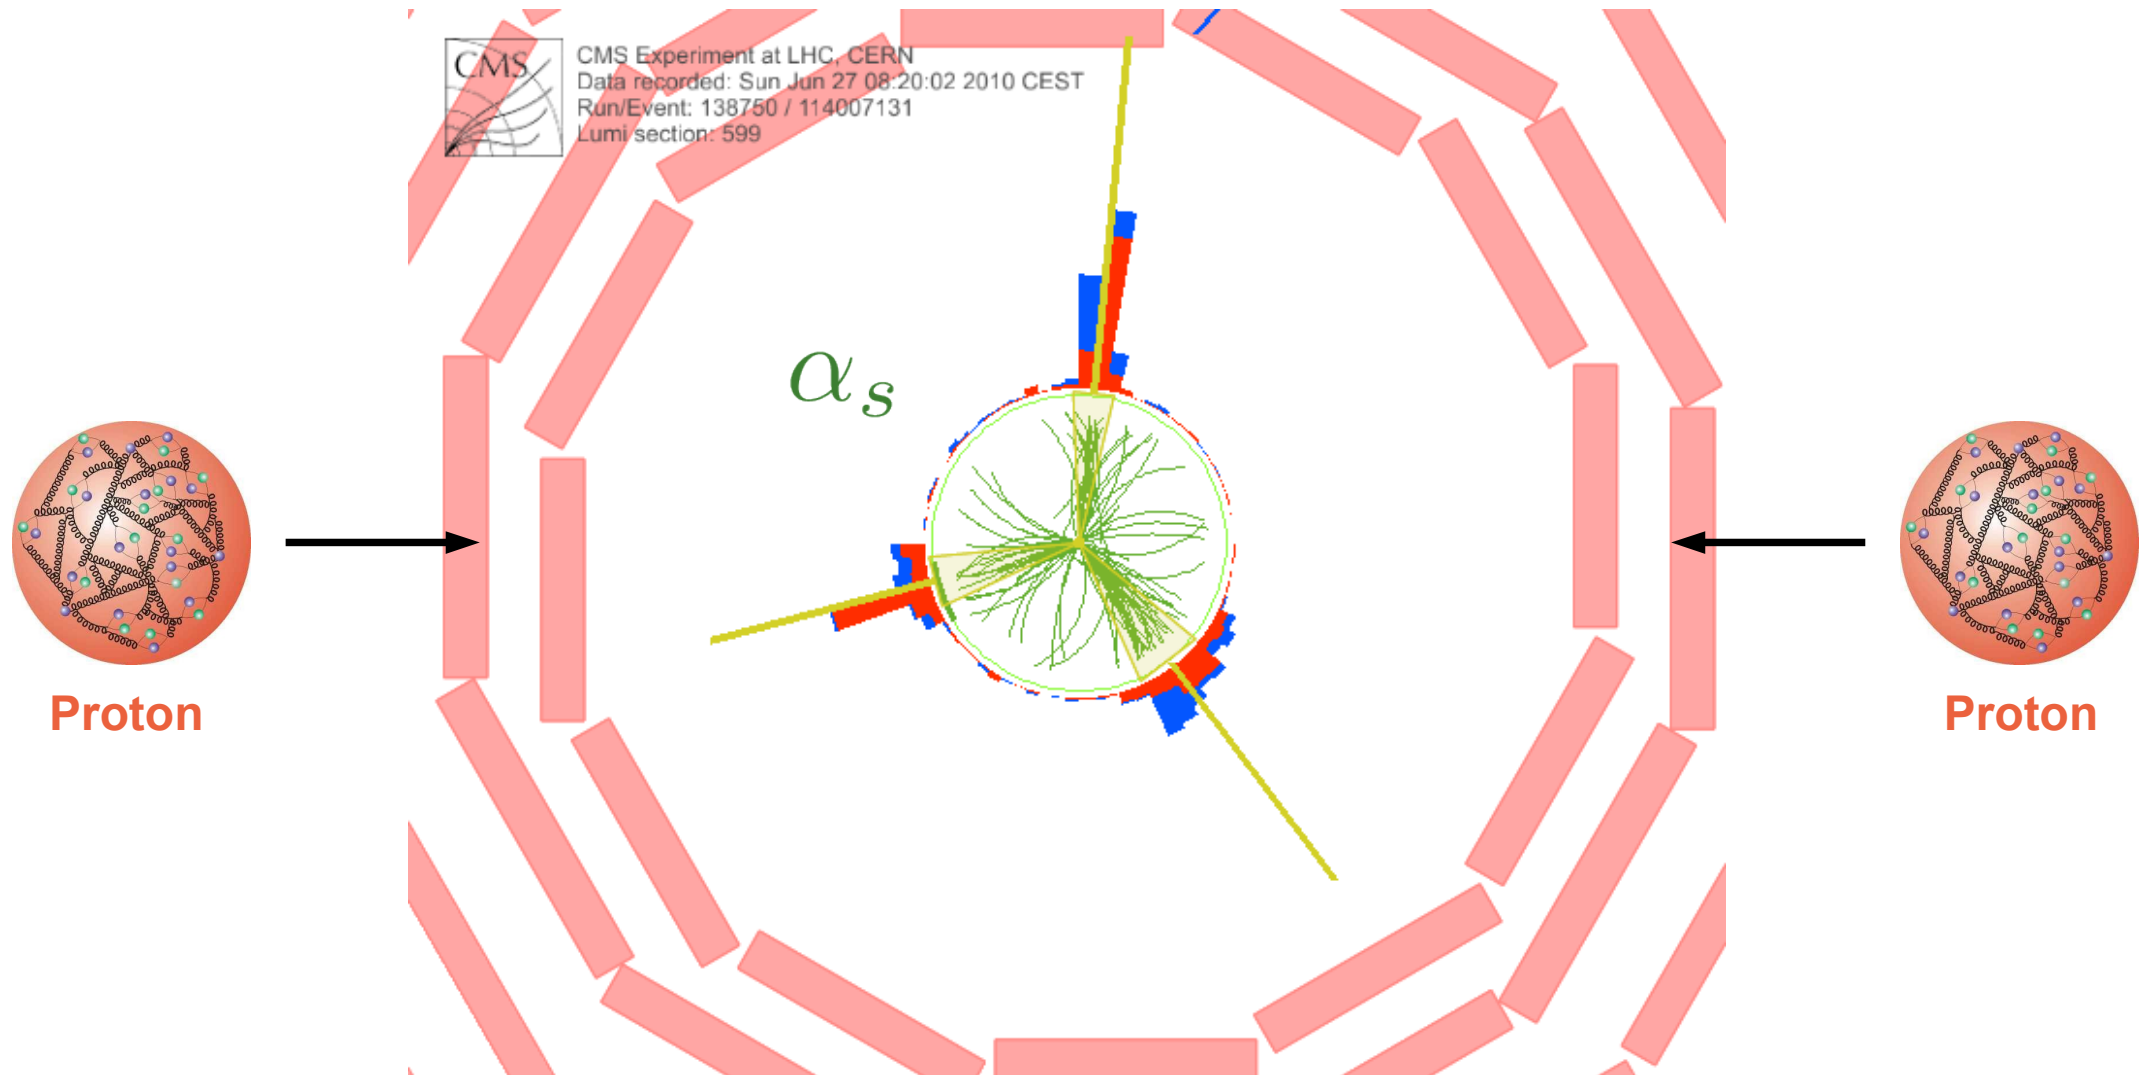 CMS
CMS Experiment at LHC, CERN
Data recorded: Sun Jun 27 08:20:02 2010 CEST
Run/Event: 138750 / 114007131
Lumi section: 599
αs
Proton
Proton